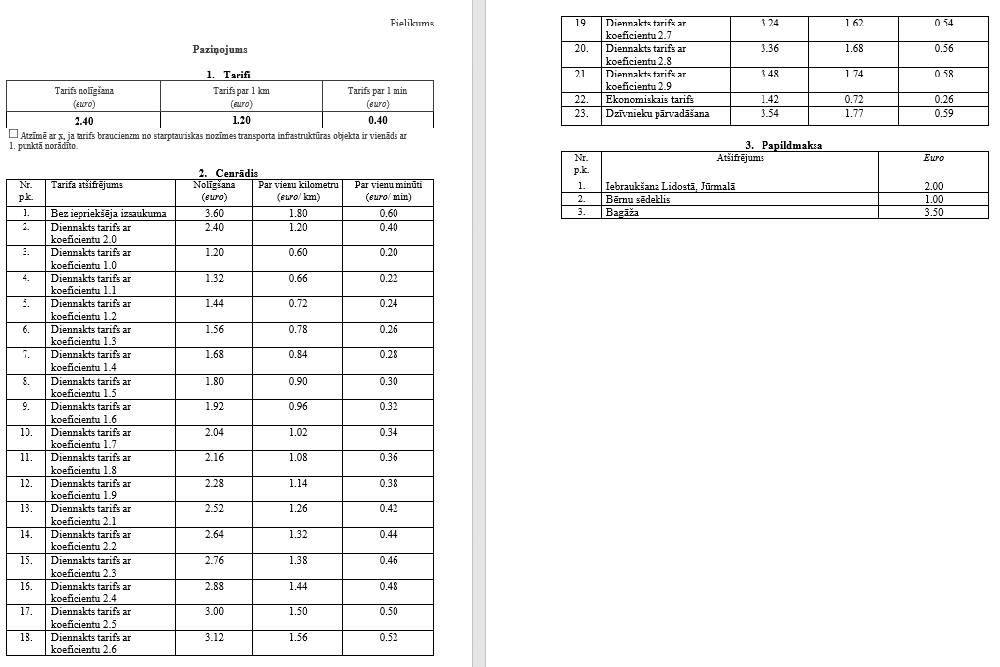 Pielikums
Paziņojums
1. Tarifi
Tarifs nolīgšana Tarifs par 1 km Tarifs par 1 min
(euro) (euro) (euro)
2.40 1.20 0.40
☐ Atzīmē ar x, ja tarifs braucienam no starptautiskas nozīmes transporta infrastruktūras objekta ir vienāds ar
1. punktā norādīto.
2. Cenrādis
Nr. Tarifa atšifrējums Nolīgšana Par vienu kilometru Par vienu minūti
p.k. (euro) (euro/ km) (euro/ min)
1. Bez iepriekšēja izsaukuma 3.60 1.80 0.60
2. Diennakts tarifs ar 2.40 1.20 0.40
koeficientu 2.0
3. Diennakts tarifs ar 1.20 0.60 0.20
koeficientu 1.0
4. Diennakts tarifs ar 1.32 0.66 0.22
koeficientu 1.1
5. Diennakts tarifs ar 1.44 0.72 0.24
koeficientu 1.2
6. Diennakts tarifs ar 1.56 0.78 0.26
koeficientu 1.3
7. Diennakts tarifs ar 1.68 0.84 0.28
koeficientu 1.4
8. Diennakts tarifs ar 1.80 0.90 0.30
koeficientu 1.5
9. Diennakts tarifs ar 1.92 0.96 0.32
koeficientu 1.6
10. Diennakts tarifs ar 2.04 1.02 0.34
koeficientu 1.7
11. Diennakts tarifs ar 2.16 1.08 0.36
koeficientu 1.8
12. Diennakts tarifs ar 2.28 1.14 0.38
koeficientu 1.9
13. Diennakts tarifs ar 2.52 1.26 0.42
koeficientu 2.1
14. Diennakts tarifs ar 2.64 1.32 0.44
koeficientu 2.2
15. Diennakts tarifs ar 2.76 1.38 0.46
koeficientu 2.3
16. Diennakts tarifs ar 2.88 1.44 0.48
koeficientu 2.4
17. Diennakts tarifs ar 3.00 1.50 0.50
koeficientu 2.5
18. Diennakts tarifs ar 3.12 1.56 0.52
koeficientu 2.6
19. Diennakts tarifs ar 3.24 1.62 0.54
koeficientu 2.7
20. Diennakts tarifs ar 3.36 1.68 0.56
koeficientu 2.8
21. Diennakts tarifs ar 3.48 1.74 0.58
koeficientu 2.9
22. Ekonomiskais tarifs 1.42 0.72 0.26
23. Dzīvnieku pārvadāšana 3.54 1.77 0.59
3. Papildmaksa
Nr. Atšifrējums Euro
p.k.
1. Iebraukšana Lidostā, Jūrmalā 2.00
2. Bērnu sēdeklis 1.00
3. Bagāža 3.50